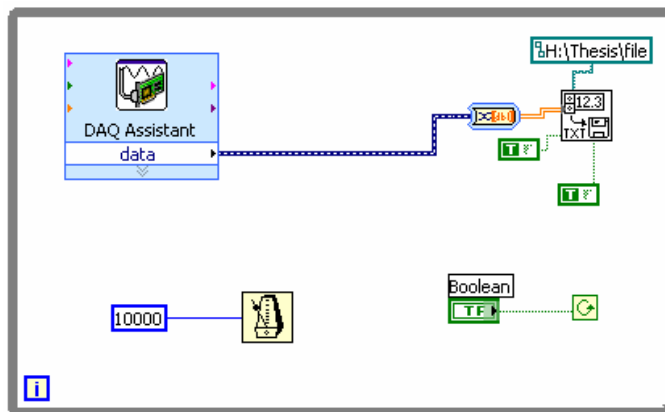 H:\Thesis\file
12.3
TXT
DAQ Assistant
data
T
T
Boolean
TF
10000
i